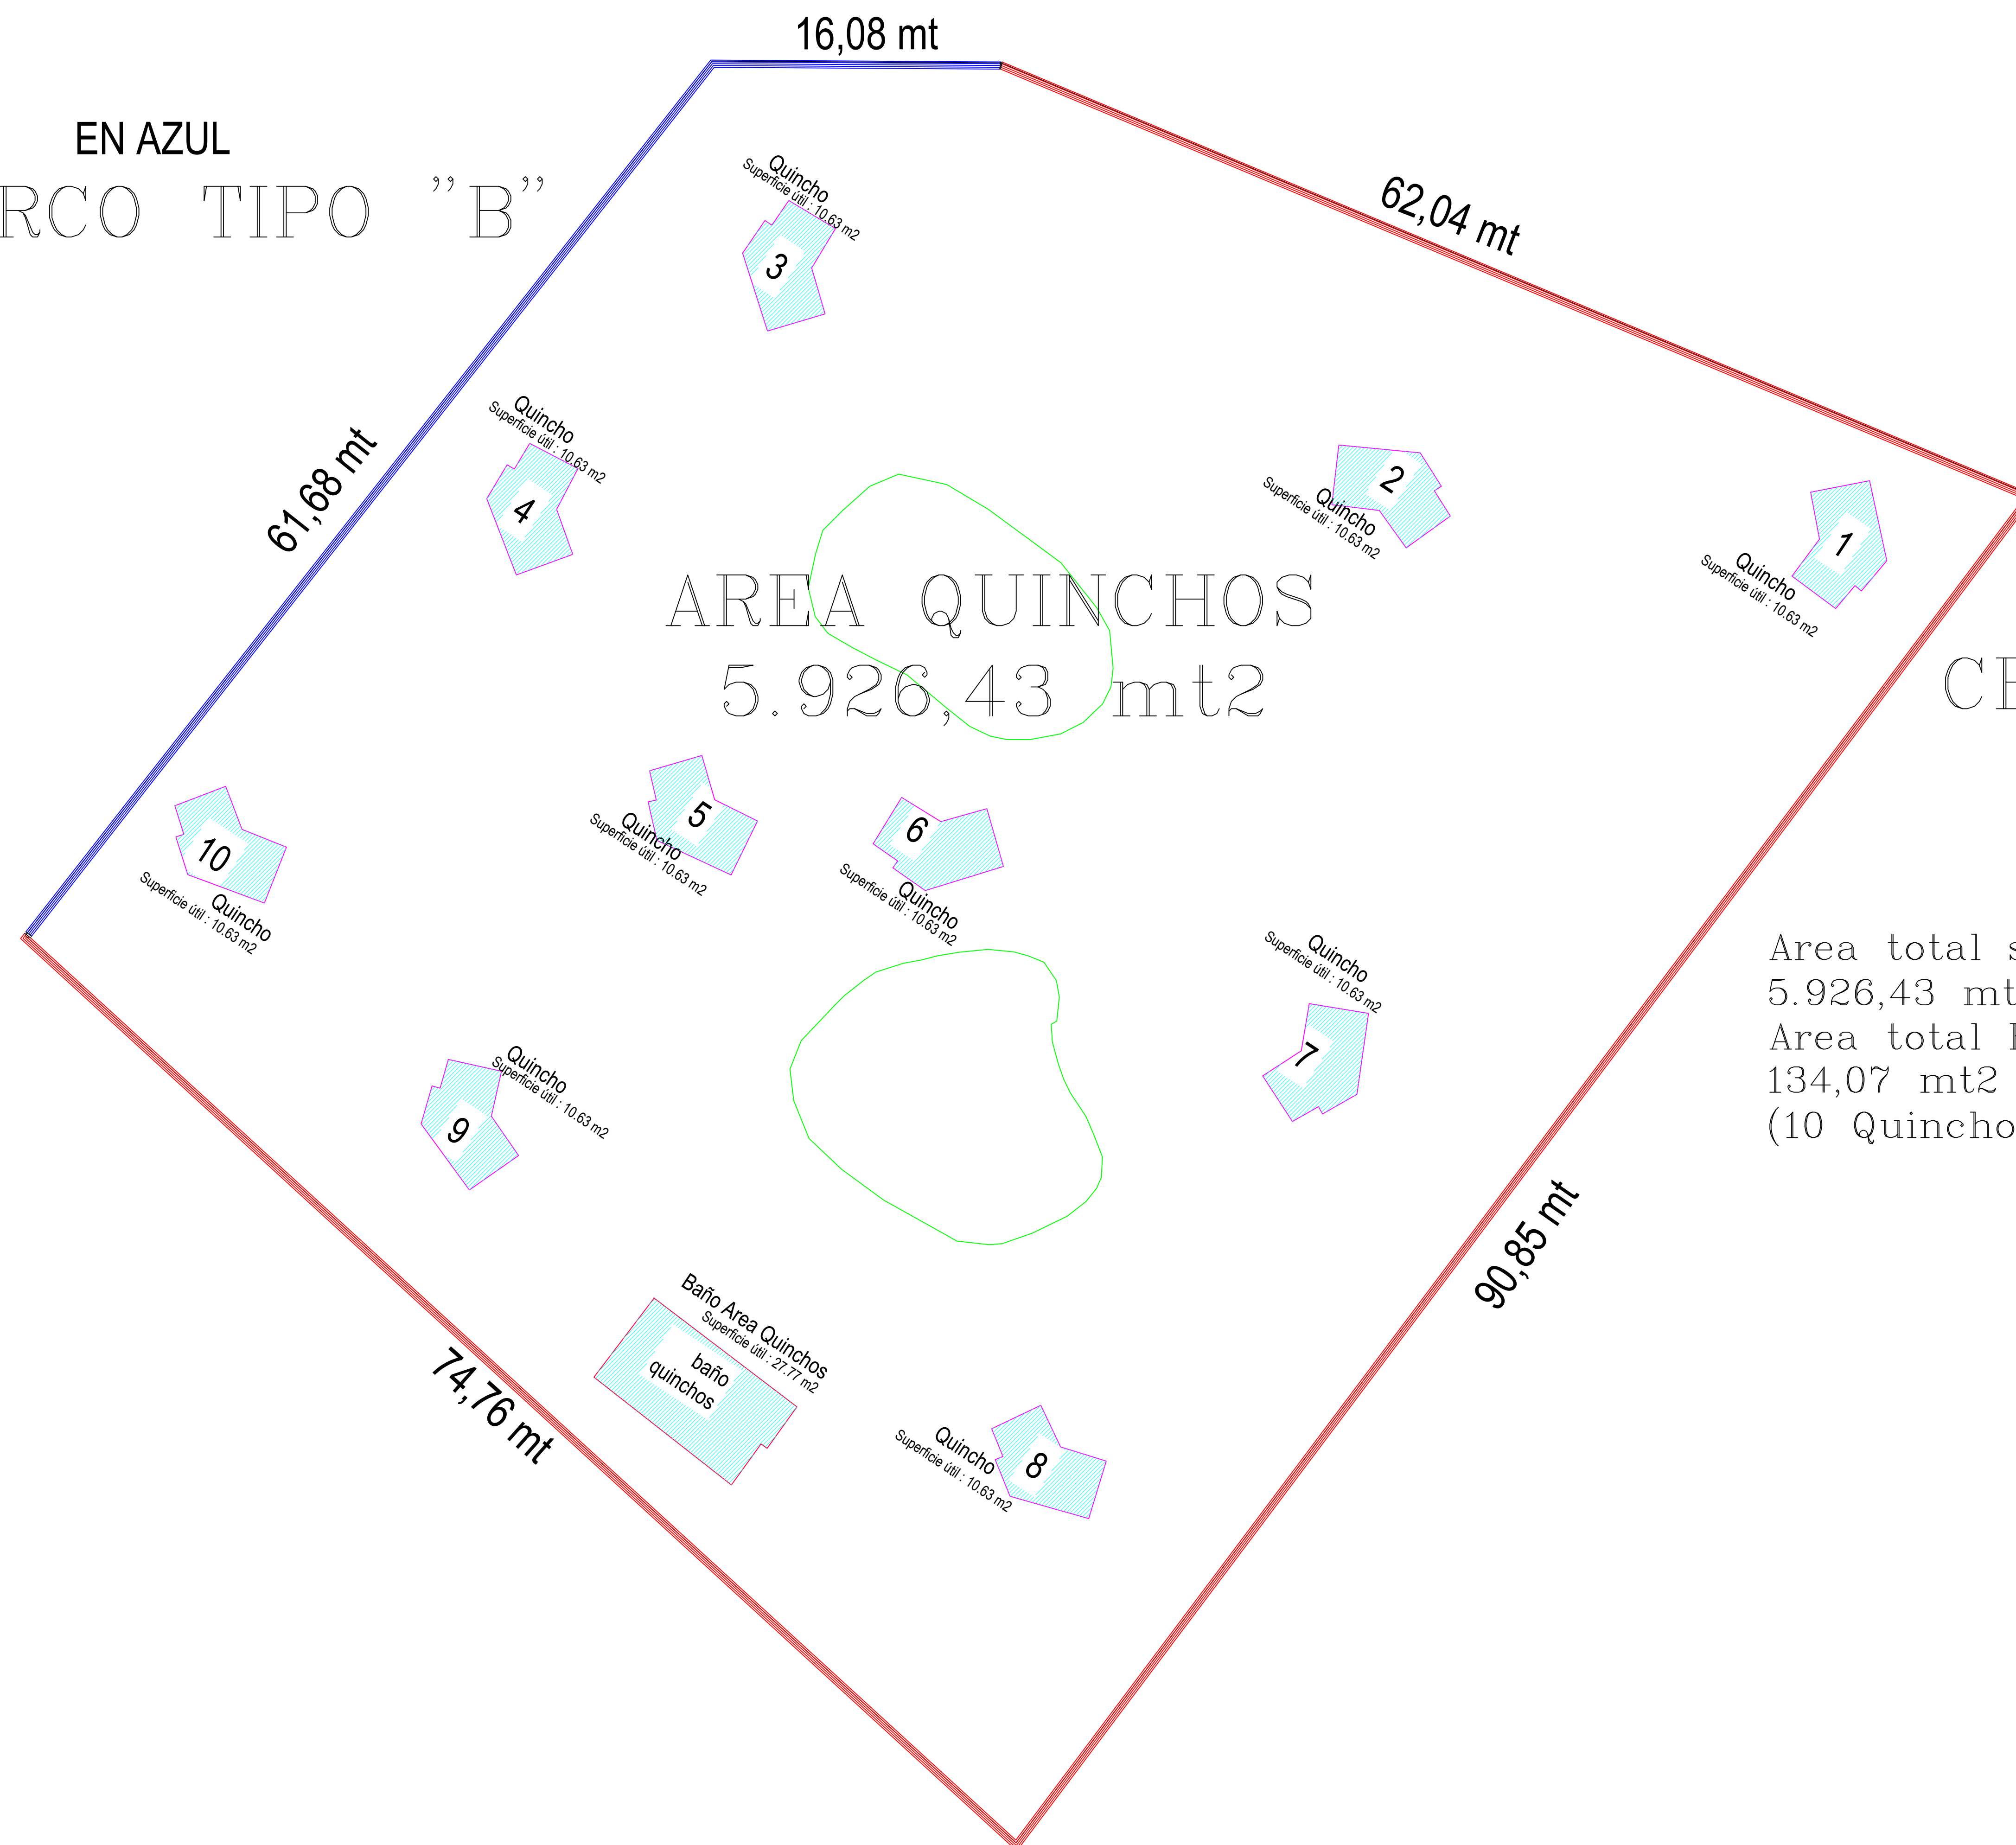 16,08 mt
EN AZUL
RCO TIPO "B"
62,04 mt
Quincho
Superficie útil : 10.63 m2
3
61,68 mt
Quincho
Superficie útil : 10.63 m2
4
2
Quincho
Superficie útil : 10.63 m2
1
Quincho
Superficie útil : 10.63 m2
AREA QUINCHOS
5.926,43 mt2
5
Quincho
Superficie útil : 10.63 m2
6
Quincho
Superficie útil : 10.63 m2
10
Quincho
Superficie útil : 10.63 m2
Quincho
Superficie útil : 10.63 m2
7
Area total
5.926,43 mt
Area total
134,07 mt2
(10 Quincho
Quincho
Superficie útil : 10.63 m2
9
90,85 mt
Baño Area Quinchos
Superficie útil : 27.77 m2
baño
quinchos
74,76 mt
Quincho
Superficie útil : 10.63 m2
8